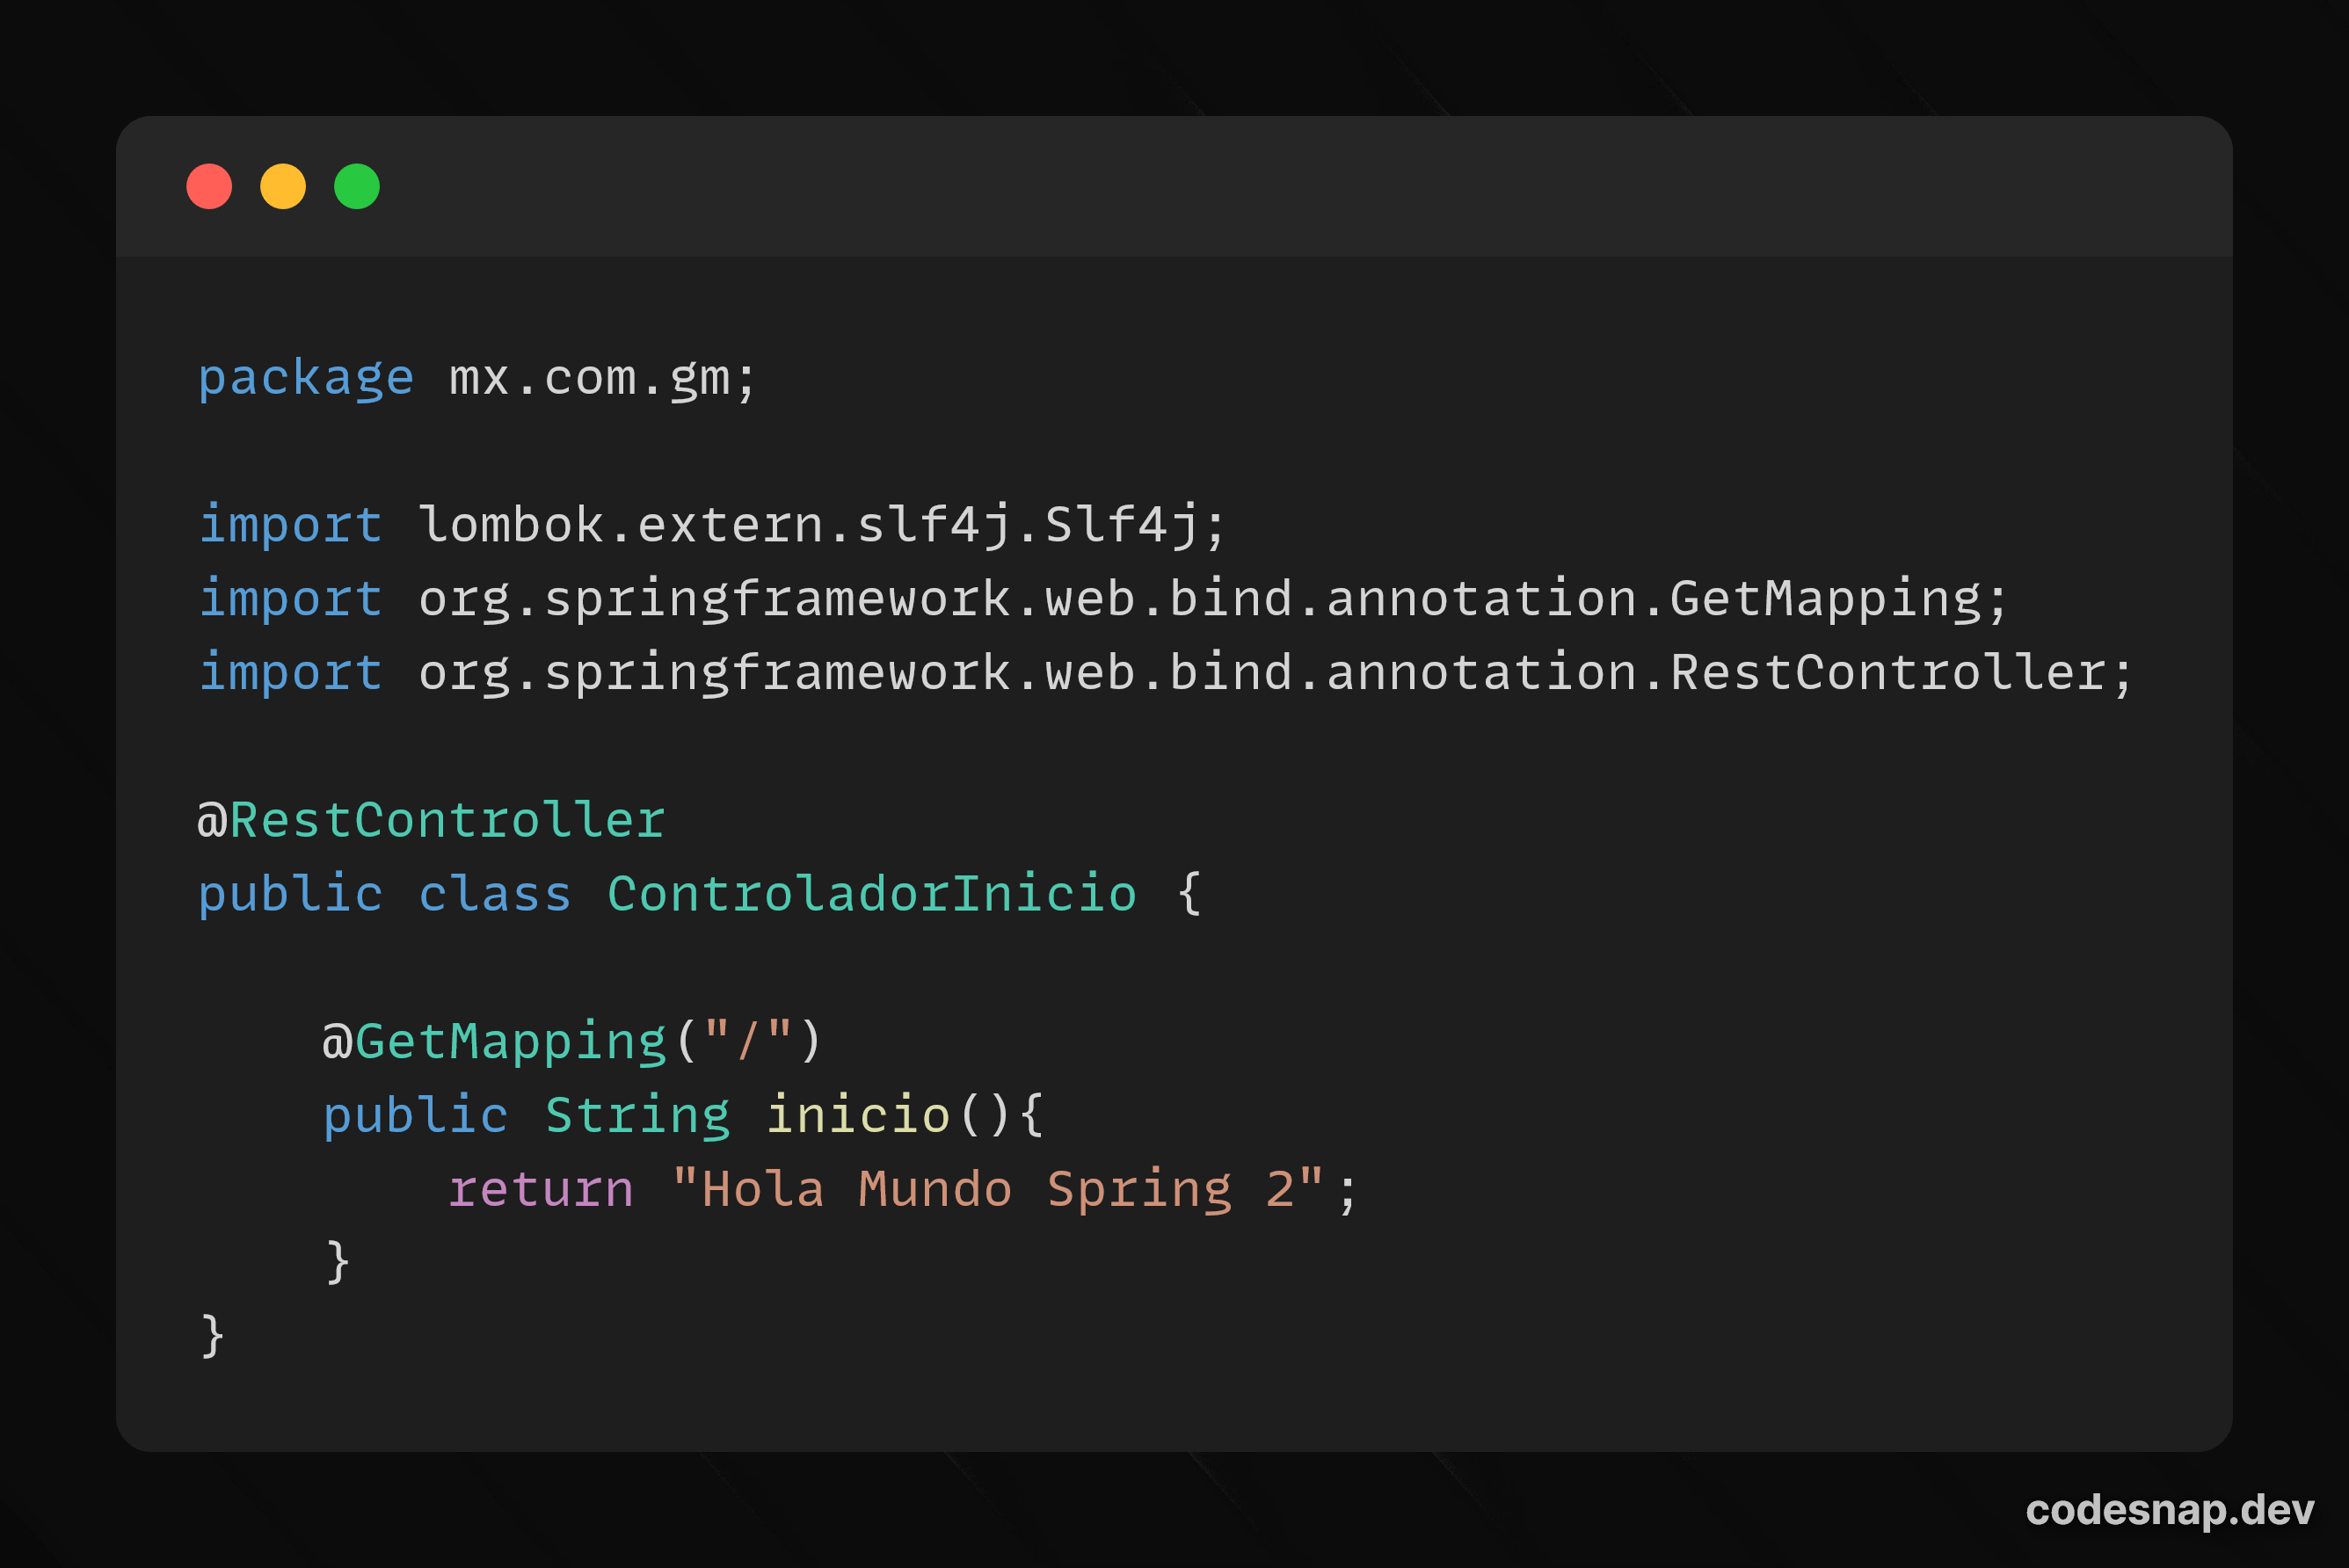 package mx.com.gm;
import lombok.extern.slf4j.Slf4j;
import org.springframework.web.bind.annotation.GetMapping;
import org.springframework.web.bind.annotation.RestController;
@RestController
public class ControladorInicio {
    @GetMapping("/")
    public String inicio(){
        return "Hola Mundo Spring 2";
    }
}
codesnap.dev